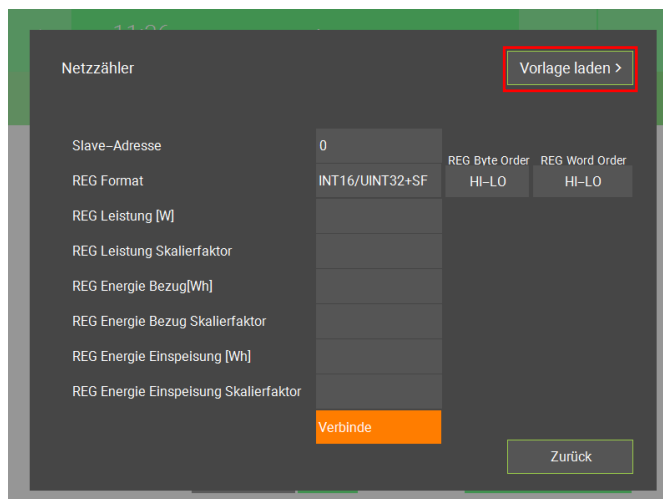 11:26
Netzzähler
Vorlage laden >
Slave-Adresse
0
REG Byte Order
REG Word Order
REG Format
INT16/UINT32+SF
HI-LO
HI-LO
REG Leistung [W]
REG Leistung Skalierfaktor
REG Energie Bezug[Wh]
REG Energie Bezug Skalierfaktor
REG Energie Einspeisung [Wh]
REG Energie Einspeisung Skalierfaktor
Verbinde
Zurück